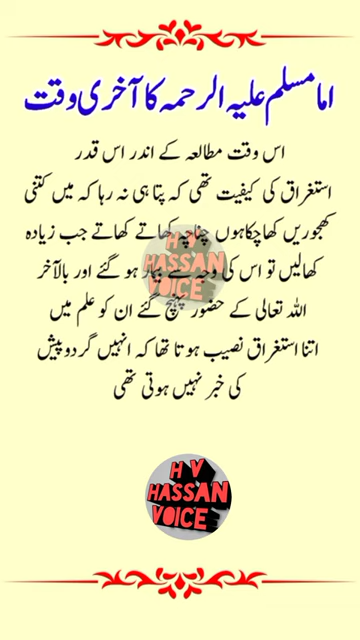 امام مسلم علیہ الرحمہ کا آخری وقت
اس وقت مطالعہ کے اندر اس قدر
استغراق کی کیفیت تھی کہ پتا ہی نہ رہا کہ میں کتنی
کھجوریں کھا چکا ہوں چنانچہ کھاتے کھاتے جب زیادہ
کھالیں تو اس کی وجہ سے بیمار ہو گئے اور بالآخر
اللہ تعالی کے حضور پہنچ گئے ان کو علم میں
اتنا استغراق نصیب ہوتا تھا کہ انہیں گردوپیش
کی خبر نہیں ہوتی تھی
H V
HASSAN
VOICE
H V
HASSAN
VOICE